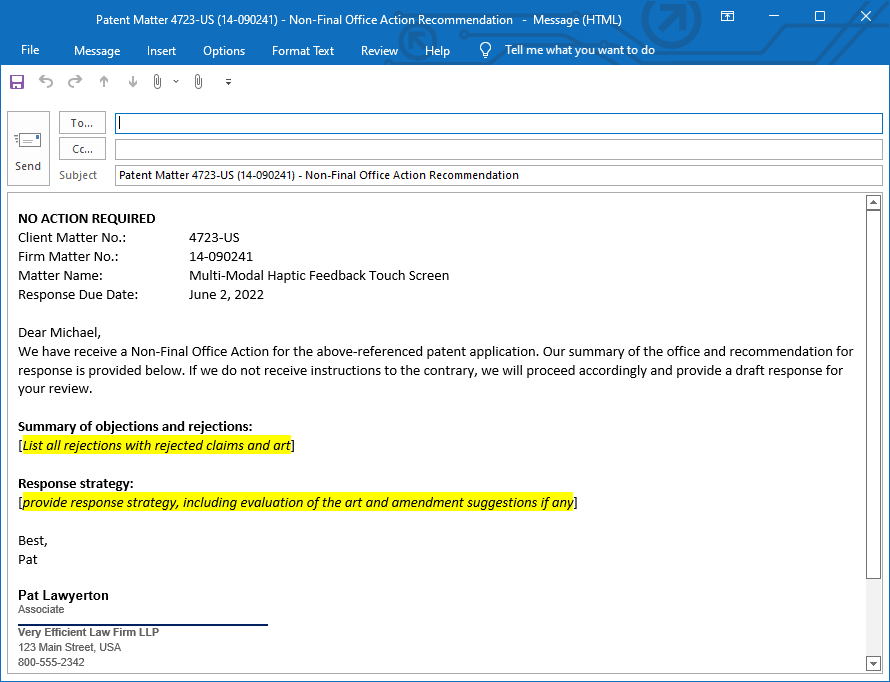 Patent Matter 4723-US (14-090241) - Non-Final Office Action Recommendation - Message (HTML)
File Message Insert Options Format Text Review Help Tell me what you want to do
To...
Cc...
Send
Subject Patent Matter 4723-US (14-090241) - Non-Final Office Action Recommendation
NO ACTION REQUIRED
Client Matter No.: 4723-US
Firm Matter No.: 14-090241
Matter Name: Multi-Modal Haptic Feedback Touch Screen
Response Due Date: June 2, 2022
Dear Michael,
We have receive a Non-Final Office Action for the above-referenced patent application. Our summary of the office and recommendation for
response is provided below. If we do not receive instructions to the contrary, we will proceed accordingly and provide a draft response for
your review.
Summary of objections and rejections:
[List all rejections with rejected claims and art]
Response strategy:
[provide response strategy, including evaluation of the art and amendment suggestions if any]
Best,
Pat
Pat Lawyerton
Associate
Very Efficient Law Firm LLP
123 Main Street, USA
800-555-2342